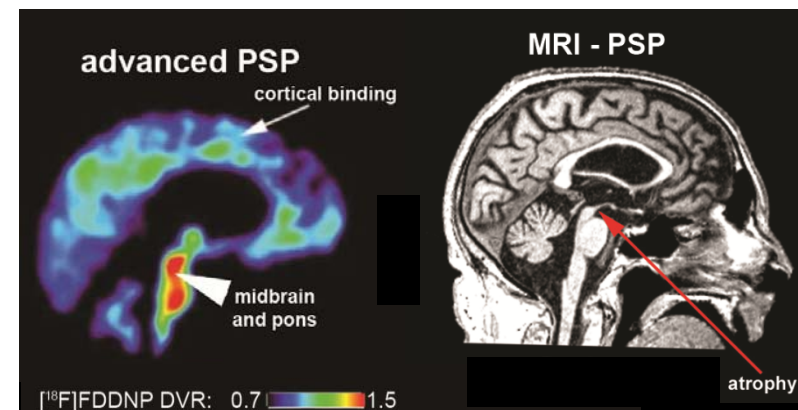 advanced PSP
cortical binding
midbrain
and pons
[¹⁸F]FDDNP DVR: 0.7 1.5
MRI - PSP
atrophy